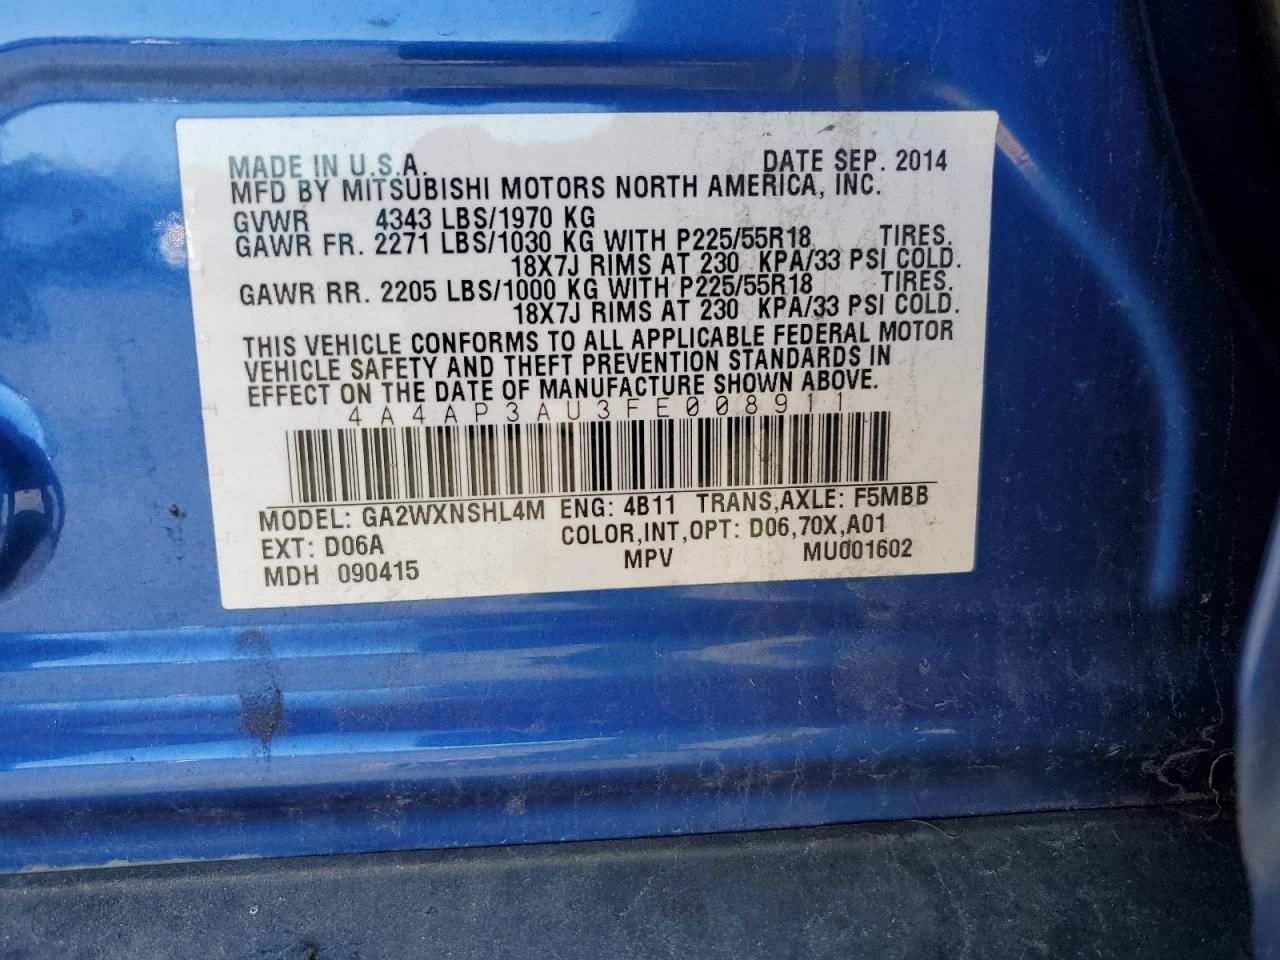 MADE IN U.S.A. DATE SEP. 2014
MFD BY MITSUBISHI MOTORS NORTH AMERICA, INC.
GVWR 4343 LBS/1970 KG
GAWR FR. 2271 LBS/1030 KG WITH P225/55R18 TIRES.
18X7J RIMS AT 230 KPA/33 PSI COLD.
GAWR RR. 2205 LBS/1000 KG WITH P225/55R18 TIRES.
18X7J RIMS AT 230 KPA/33 PSI COLD.
THIS VEHICLE CONFORMS TO ALL APPLICABLE FEDERAL MOTOR
VEHICLE SAFETY AND THEFT PREVENTION STANDARDS IN
EFFECT ON THE DATE OF MANUFACTURE SHOWN ABOVE.
4A4AP3AU3FE008911
MODEL: GA2WXNSHL4M ENG: 4B11 TRANS,AXLE: F5MBB
EXT: D06A COLOR,INT,OPT: D06,70X,A01
MDH 090415 MPV MU001602